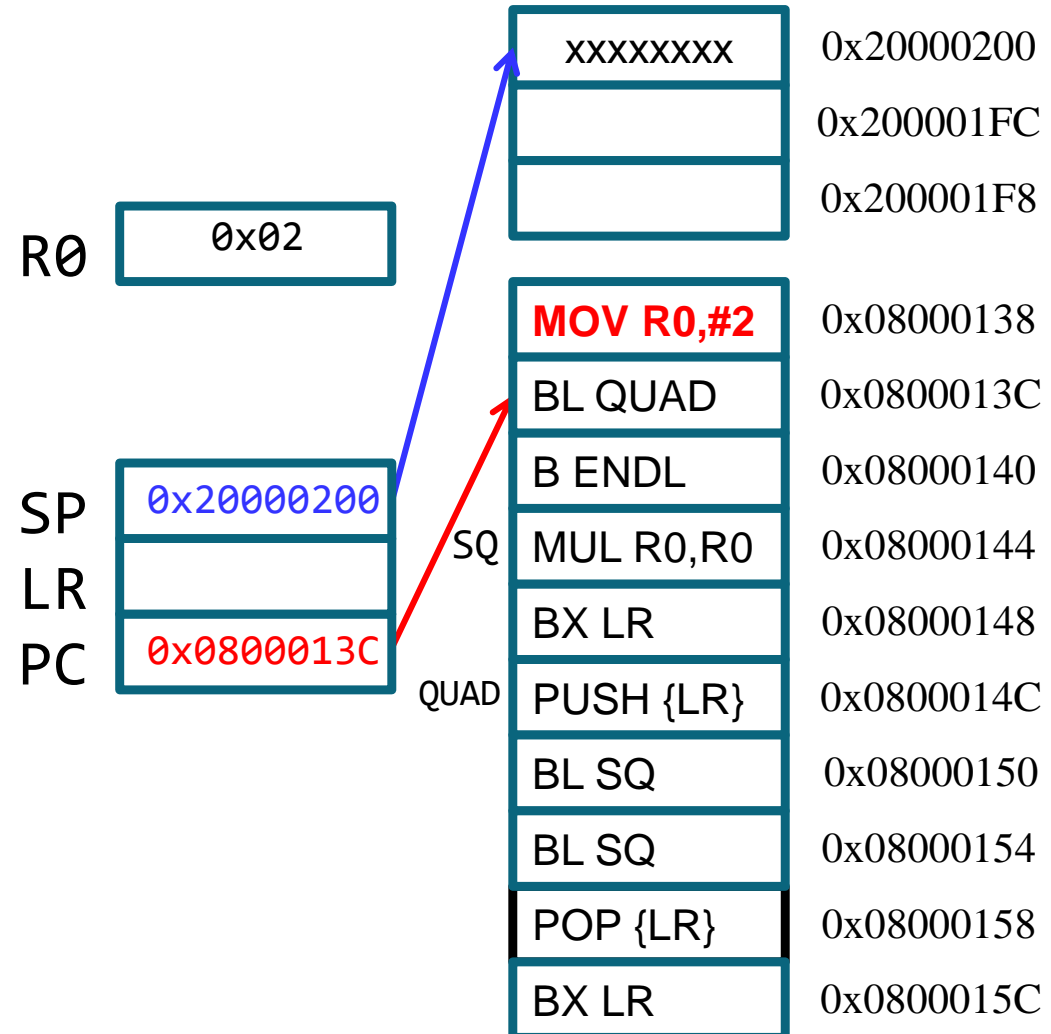 xxxxxxxx 0x20000200
0x200001FC
0x200001F8
R0 0x02
MOV R0,#2 0x08000138
BL QUAD 0x0800013C
SP 0x20000200 B ENDL 0x08000140
SQ MUL R0,R0 0x08000144
LR BX LR 0x08000148
PC 0x0800013C
QUAD PUSH {LR} 0x0800014C
BL SQ 0x08000150
BL SQ 0x08000154
POP {LR} 0x08000158
BX LR 0x0800015C